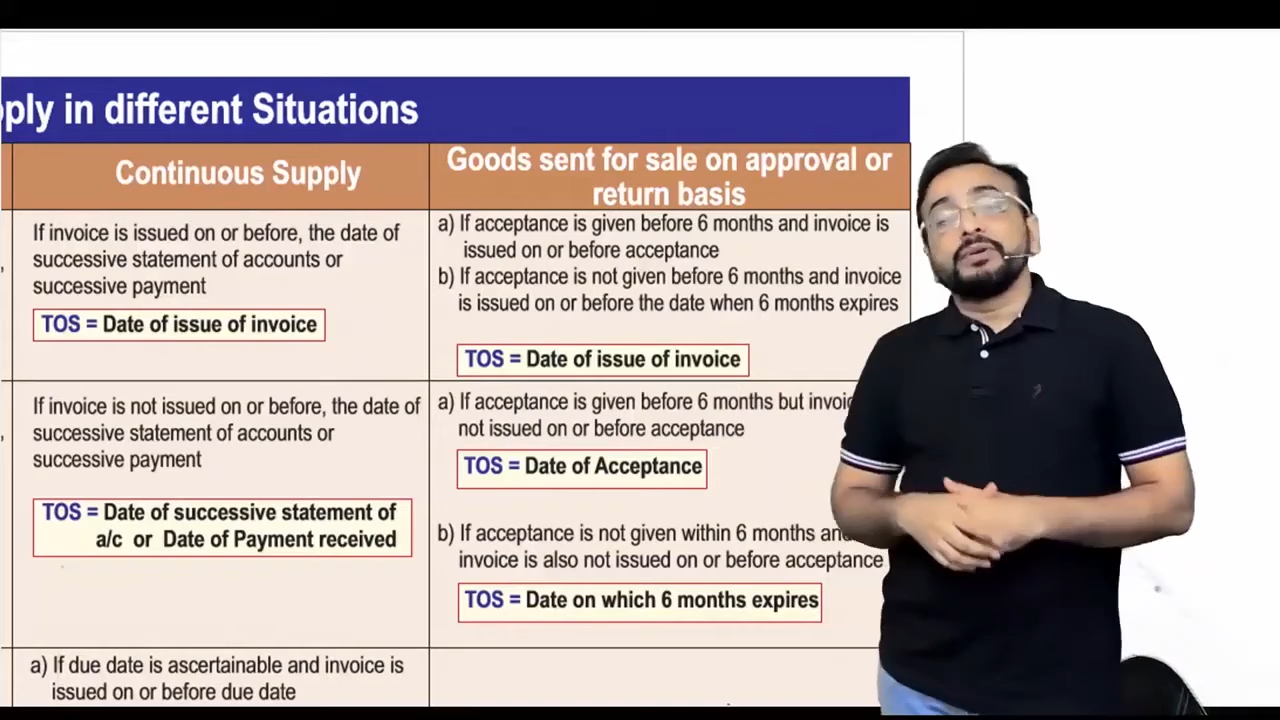 pply in different Situations
Continuous Supply
Goods sent for sale on approval or
return basis
If invoice is issued on or before, the date of
successive statement of accounts or
successive payment
TOS = Date of issue of invoice
a) If acceptance is given before 6 months and invoice is
issued on or before acceptance
b) If acceptance is not given before 6 months and invoice
is issued on or before the date when 6 months expires
TOS = Date of issue of invoice
,
If invoice is not issued on or before, the date of
successive statement of accounts or
successive payment
TOS = Date of successive statement of
a/c or Date of Payment received
,
a) If acceptance is given before 6 months but invoic
not issued on or before acceptance
TOS = Date of Acceptance
b) If acceptance is not given within 6 months an
invoice is also not issued on or before acceptance
TOS = Date on which 6 months expires
a) If due date is ascertainable and invoice is
issued on or before due date